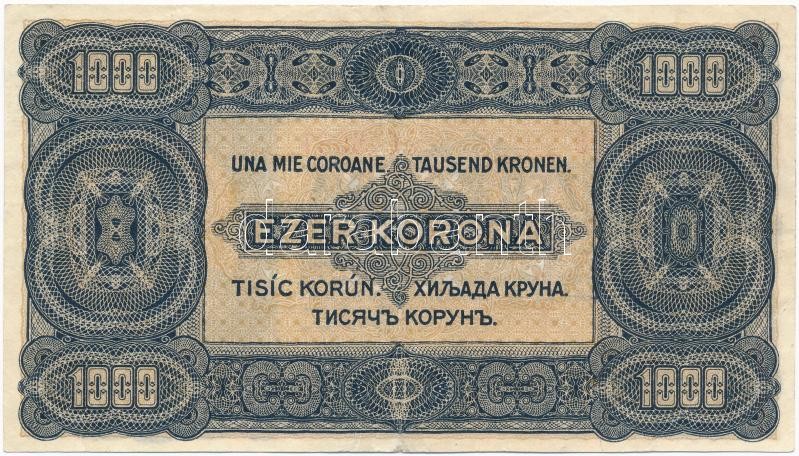 1000 1000
UNA MIE COROANE TAUSEND KRONEN.
EZER KORONA
TISÍC KORÚN. ХИЉАДА КРУНА.
ТИСЯЧЪ КОРУНЪ.
1000 1000